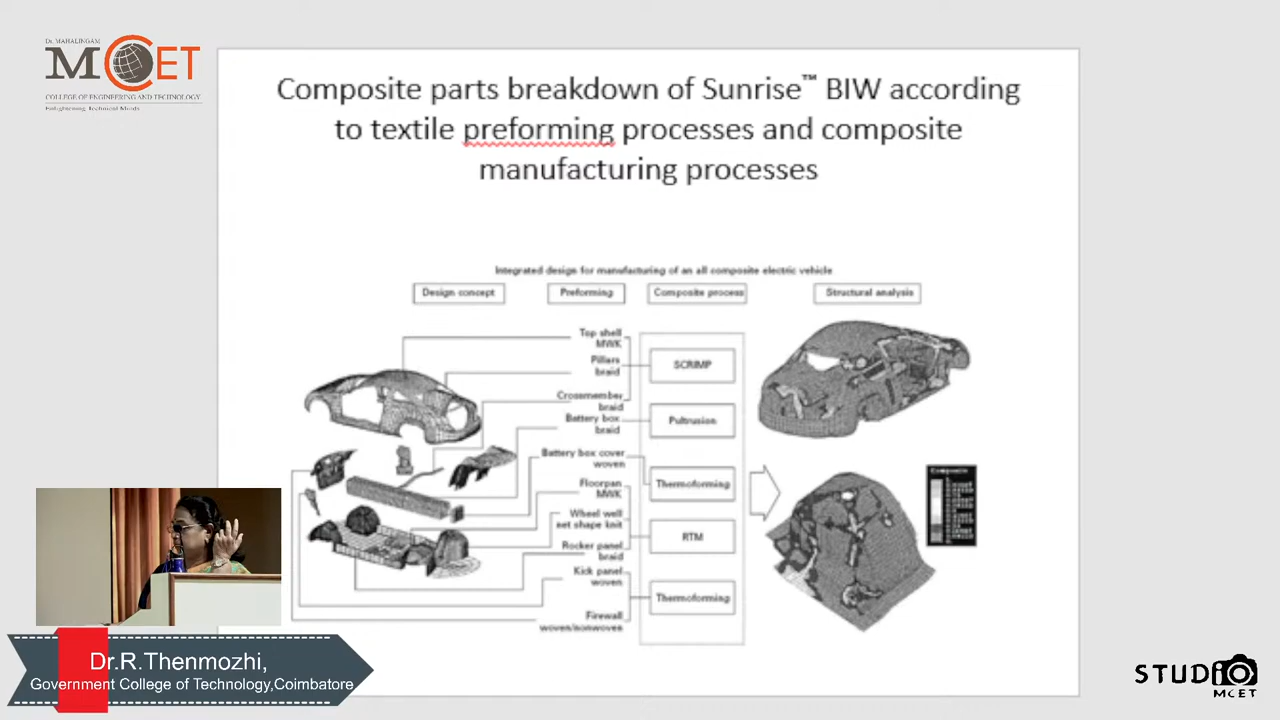 Dr. MAHALINGAM
MCET
COLLEGE OF ENGINEERING AND TECHNOLOGY
Enlightening Technical Minds
Composite parts breakdown of Sunrise™ BIW according
to textile preforming processes and composite
manufacturing processes
Integrated design for manufacturing of an all composite electric vehicle
Design concept
Preforming
Composite process
Structural analysis
Top shell
MWK
Pillars
braid
Crossmember
braid
Battery box
braid
Battery box cover
woven
Floorpan
MWK
Wheel well
net shape knit
Rocker panel
braid
Kick panel
woven
Firewall
woven/nonwoven
SCRIMP
Pultrusion
Thermoforming
RTM
Thermoforming
Composite
Dr.R.Thenmozhi,
Government College of Technology,Coimbatore
STUDIO
MCET